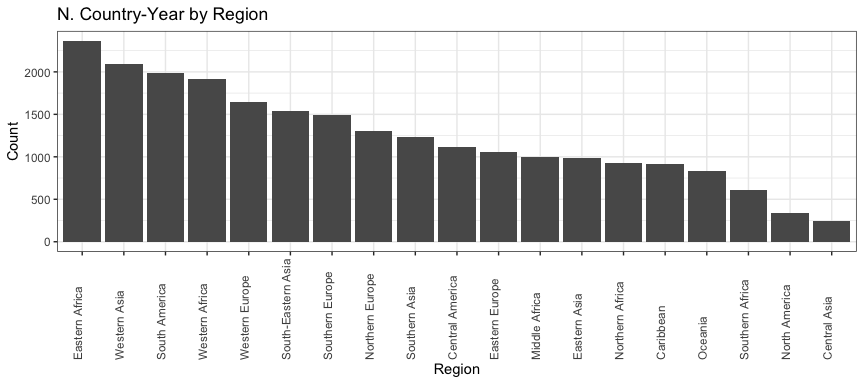 N. Country-Year by Region
Count
2000
1500
1000
500
0
Eastern Africa
Western Asia
South America
Western Africa
Western Europe
South-Eastern Asia
Southern Europe
Northern Europe
Southern Asia
Central America
Eastern Europe
Middle Africa
Eastern Asia
Northern Africa
Caribbean
Oceania
Southern Africa
North America
Central Asia
Region